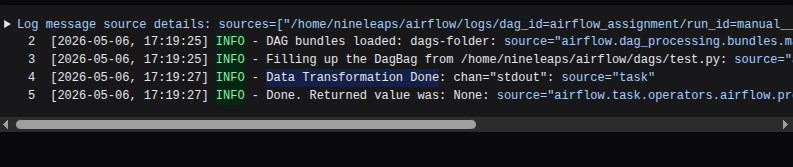 ▶ Log message source details: sources=["/home/nineleaps/airflow/logs/dag_id=airflow_assignment/run_id=manual__
2 [2026-05-06, 17:19:25] INFO - DAG bundles loaded: dags-folder: source="airflow.dag_processing.bundles.m
3 [2026-05-06, 17:19:25] INFO - Filling up the DagBag from /home/nineleaps/airflow/dags/test.py: source="
4 [2026-05-06, 17:19:27] INFO - Data Transformation Done: chan="stdout": source="task"
5 [2026-05-06, 17:19:27] INFO - Done. Returned value was: None: source="airflow.task.operators.airflow.pr